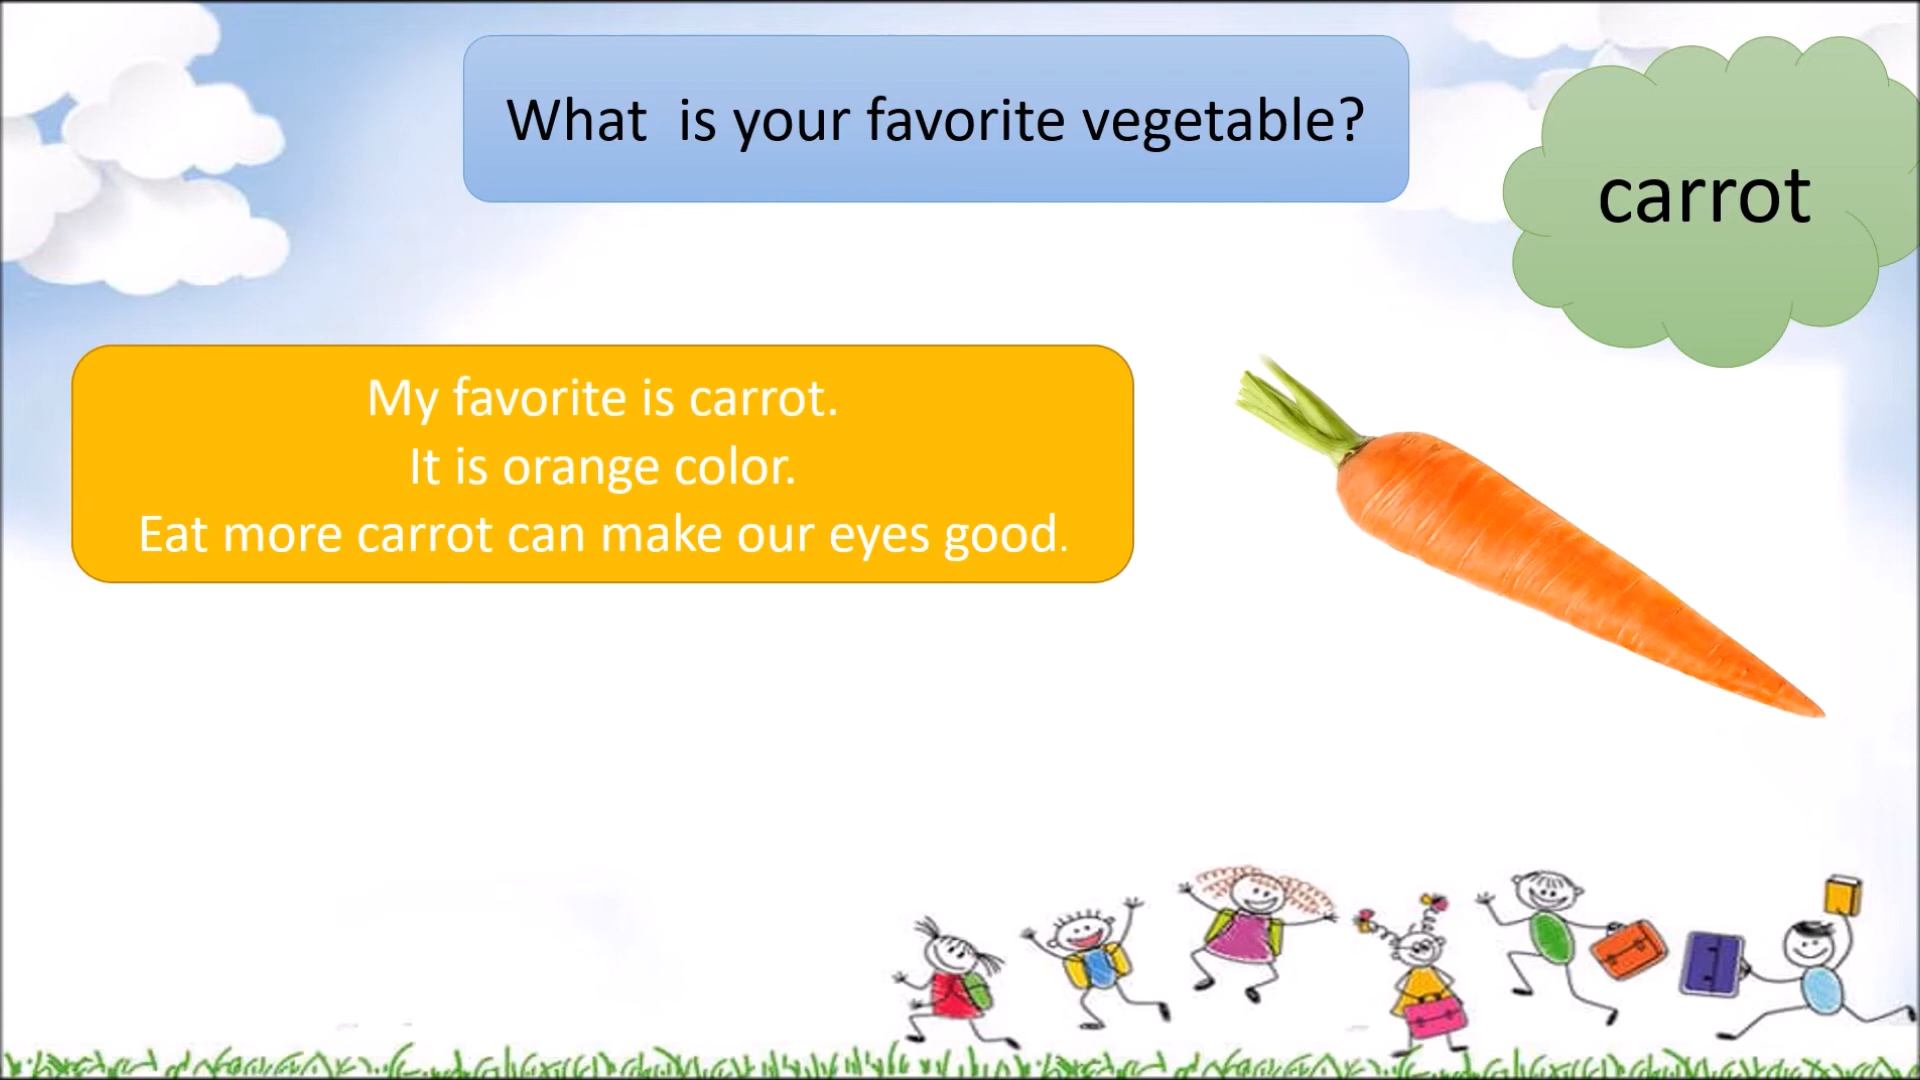 What  is your favorite vegetable?
carrot
My favorite is carrot.
It is orange color.
Eat more carrot can make our eyes good.